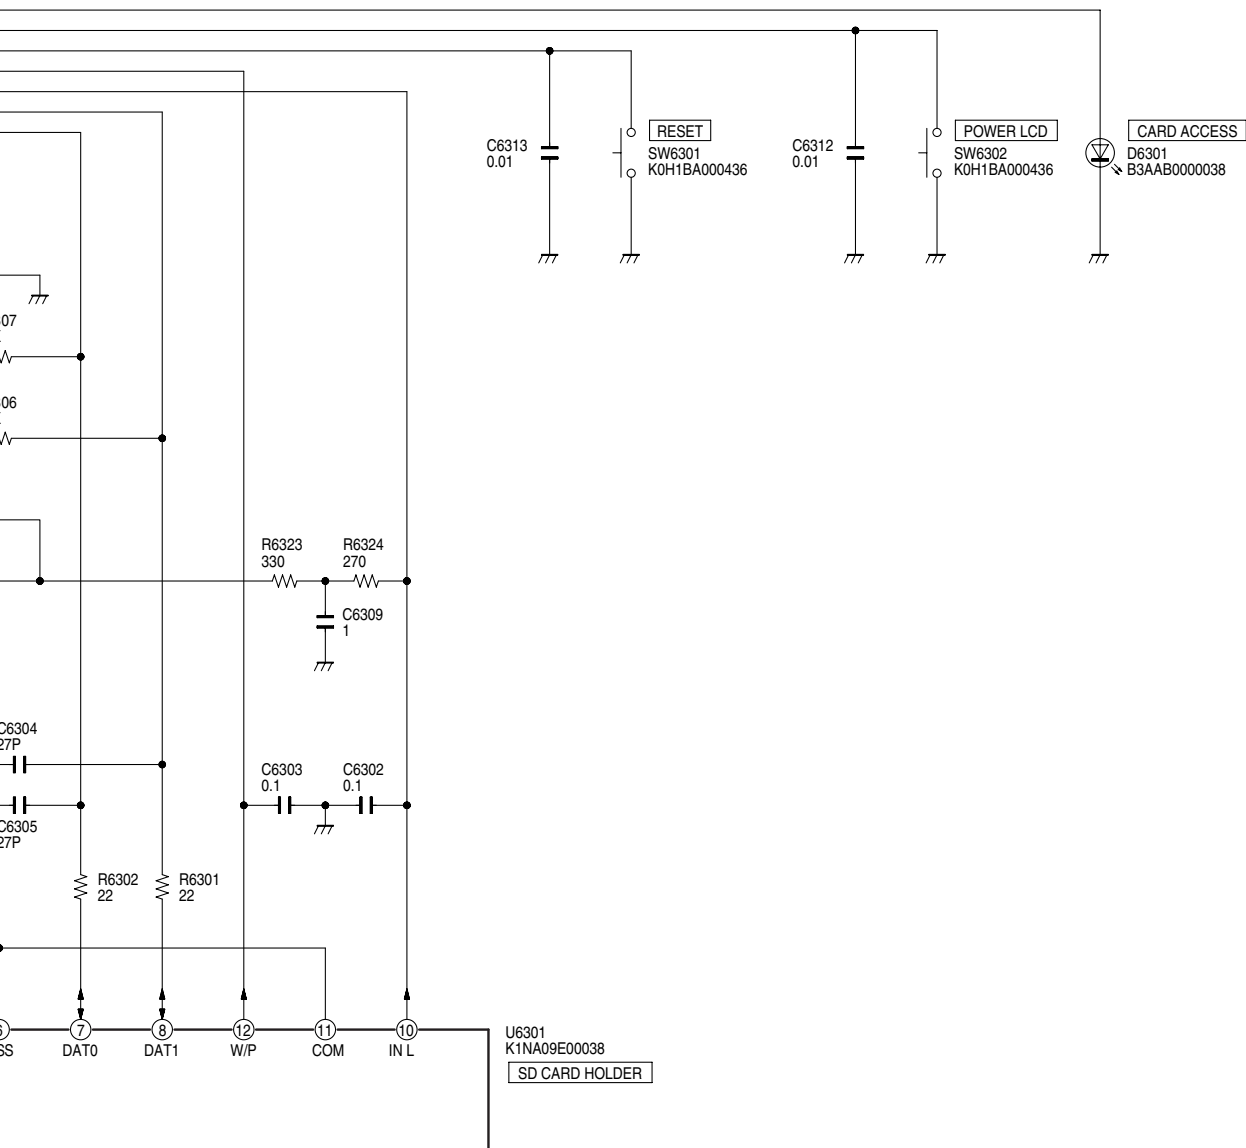 C6313
0.01
RESET
SW6301
K0H1BA000436
C6312
0.01
POWER LCD
SW6302
K0H1BA000436
CARD ACCESS
D6301
B3AAB0000038
R6323
330
R6324
270
C6309
1
C6304
27P
C6303
0.1
C6302
0.1
C6305
27P
R6302
22
R6301
22
7
8
12
11
10
DAT0
DAT1
W/P
COM
IN L
U6301
K1NA09E00038
SD CARD HOLDER